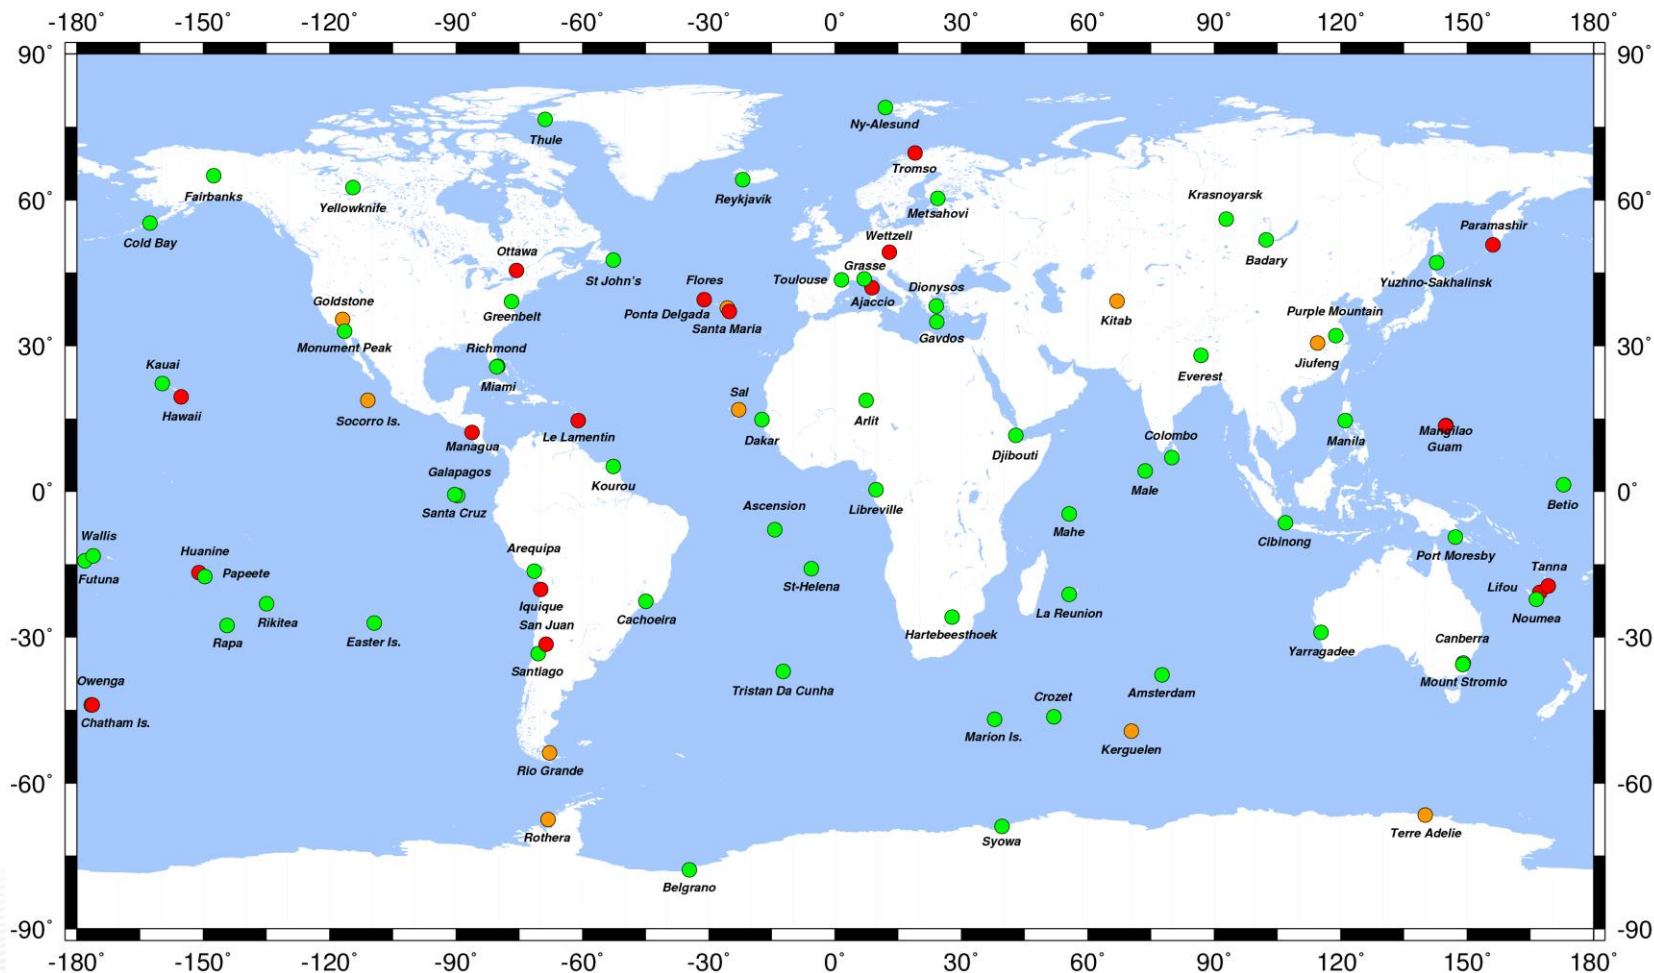 -180° -150° -120° -90° -60° -30° 0 30° 60° 90° 120° 150° 180°
90° 90°
Ny-Alesund
Thule
Tromso
Fairbanks
Yellowknife
Reykjavik
Metsahovi
Krasnoyarsk
60° 60°
Cold Bay
Paramashir
Wettzell
Ottawa
Badary
St John's
Grasse
Toulouse
Flores
Yuzhno-Sakhalinsk
Dionysos
Ajaccio
Goldstone
Greenbelt
Ponta Delgada
Santa Maria
Kitab
Purple Mountain
Gavdos
Monument Peak
Richmond
30° 30°
Jiufeng
Kauai
Miami
Everest
Hawaii
Socorro Is.
Sal
Arlit
Le Lamentin
Colombo
Managua
Dakar
Manila
Mangilao
Guam
Djibouti
Galapagos
Kourou
Male
0° 0°
Santa Cruz
Ascension
Libreville
Betio
Wallis
Mahe
Cibinong
Huanine
Arequipa
Port Moresby
Futuna
Papeete
St-Helena
Tanna
Lifou
Iquique
Cachoeira
La Reunion
Noumea
Rikitea
San Juan
Rapa
Easter Is.
Hartebeesthoek
Canberra
-30 -30
Yarragadee
Santiago
Owenga
Tristan Da Cunha
Amsterdam
Mount Stromlo
Crozet
Chatham Is.
Marion Is.
Kerguelen
Rio Grande
-60 -60
Rothera
Syowa
Terre Adelie
Belgrano
-90° -90
-180° -150° -120° -90° -60° -30° 0 30° 60° 90° 120° 150° 180°